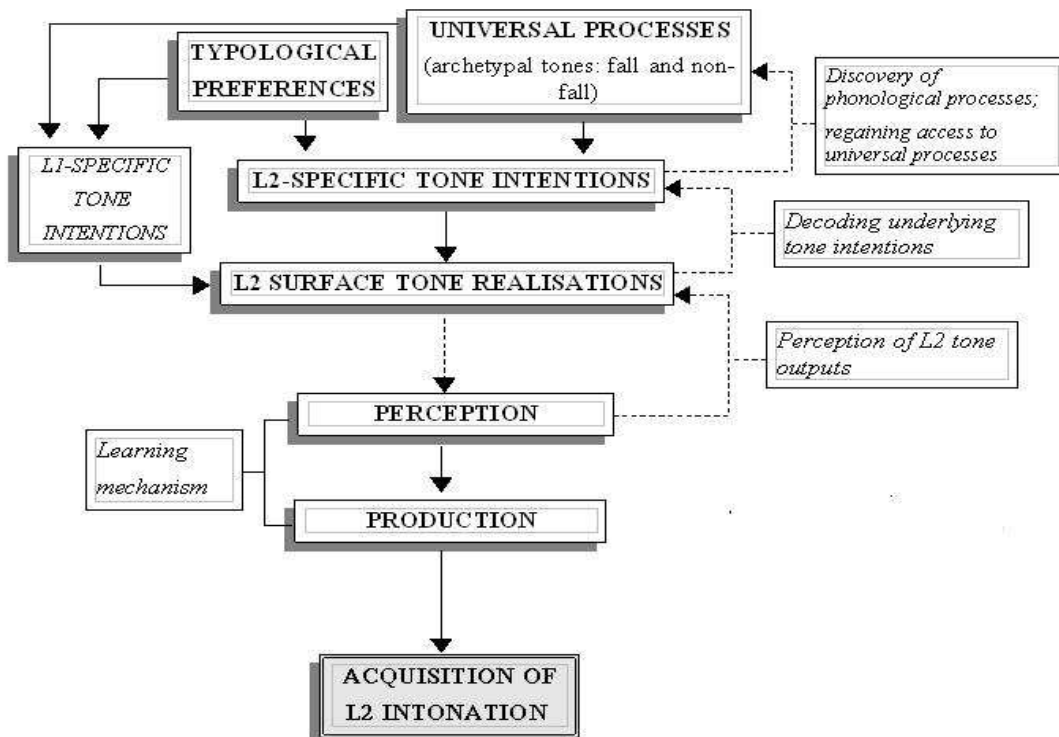 UNIVERSAL PROCESSES
(archetypal tones: fall and non-
fall)
TYPOLOGICAL
PREFERENCES
Discovery of
phonological processes;
regaining access to
universal processes
L1-SPECIFIC
TONE
INTENTIONS
L2-SPECIFIC TONE INTENTIONS
Decoding underlying
tone intentions
L2 SURFACE TONE REALISATIONS
Perception of L2 tone
outputs
PERCEPTION
Learning
mechanism
PRODUCTION
ACQUISITION OF
L2 INTONATION